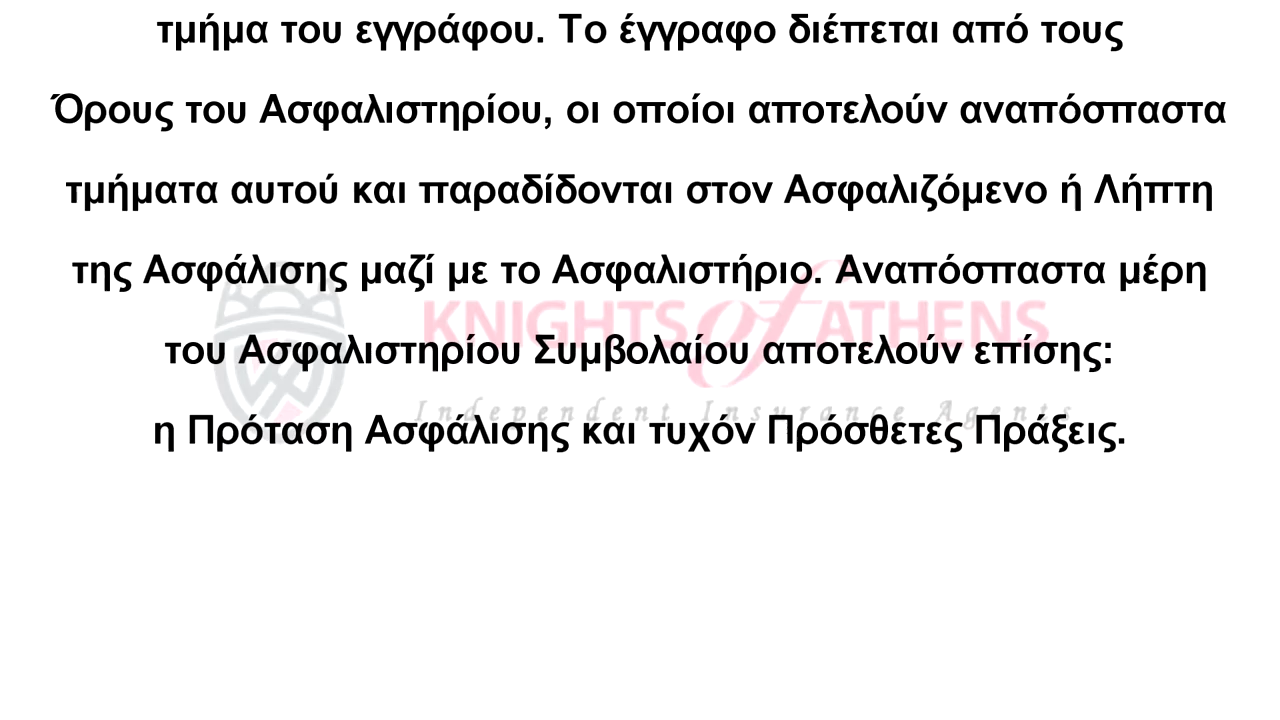 τμήμα του εγγράφου. Το έγγραφο διέπεται από τους
Όρους του Ασφαλιστηρίου, οι οποίοι αποτελούν αναπόσπαστα
τμήματα αυτού και παραδίδονται στον Ασφαλιζόμενο ή Λήπτη
της Ασφάλισης μαζί με το Ασφαλιστήριο. Αναπόσπαστα μέρη
KNIGHTS of ATHENS
του Ασφαλιστηρίου Συμβολαίου αποτελούν επίσης:
Independent Insurance Agents
η Πρόταση Ασφάλισης και τυχόν Πρόσθετες Πράξεις.